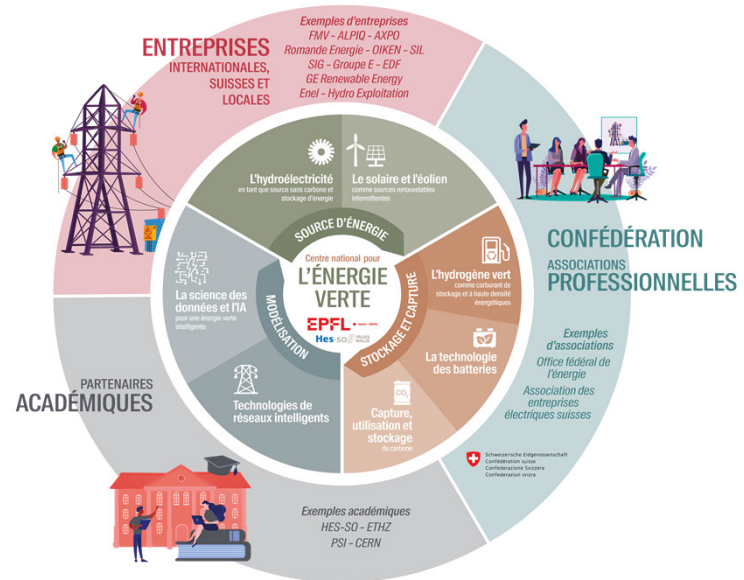 Exemples d'entreprises
FMV - ALPIQ - AXPO
Romande Energie - OIKEN - SIL
SIG - Groupe E - EDF
GE Renewable Energy
Enel - Hydro Exploitation
ENTREPRISES
INTERNATIONALES,
SUISSES ET
LOCALES
L'hydroélectricité
en tant que source sans carbone et
stockage d'énergie
Le solaire et l'éolien
comme sources renouvelables
intermittentes
SOURCE D'ÉNERGIE
Centre national pour
L'ÉNERGIE
VERTE
EPFL
Hes·so// VALAIS
WALLIS
MODÉLISATION
STOCKAGE ET CAPTURE
La science des
données et l'IA
pour une énergie verte
intelligente
Technologies de
réseaux intelligents
L'hydrogène vert
comme carburant de
stockage et à haute densité
énergétiques
La technologie
des batteries
CO₂
Capture,
utilisation et
stockage
du carbone
CONFÉDÉRATION
ASSOCIATIONS
PROFESSIONNELLES
Exemples
d'associations
Office fédéral de
l'énergie
Association des
entreprises
électriques suisses
Schweizerische Eidgenossenschaft
Confédération suisse
Confederazione Svizzera
Confederaziun svizra
PARTENAIRES
ACADÉMIQUES
Exemples académiques
HES-SO - ETHZ
PSI - CERN